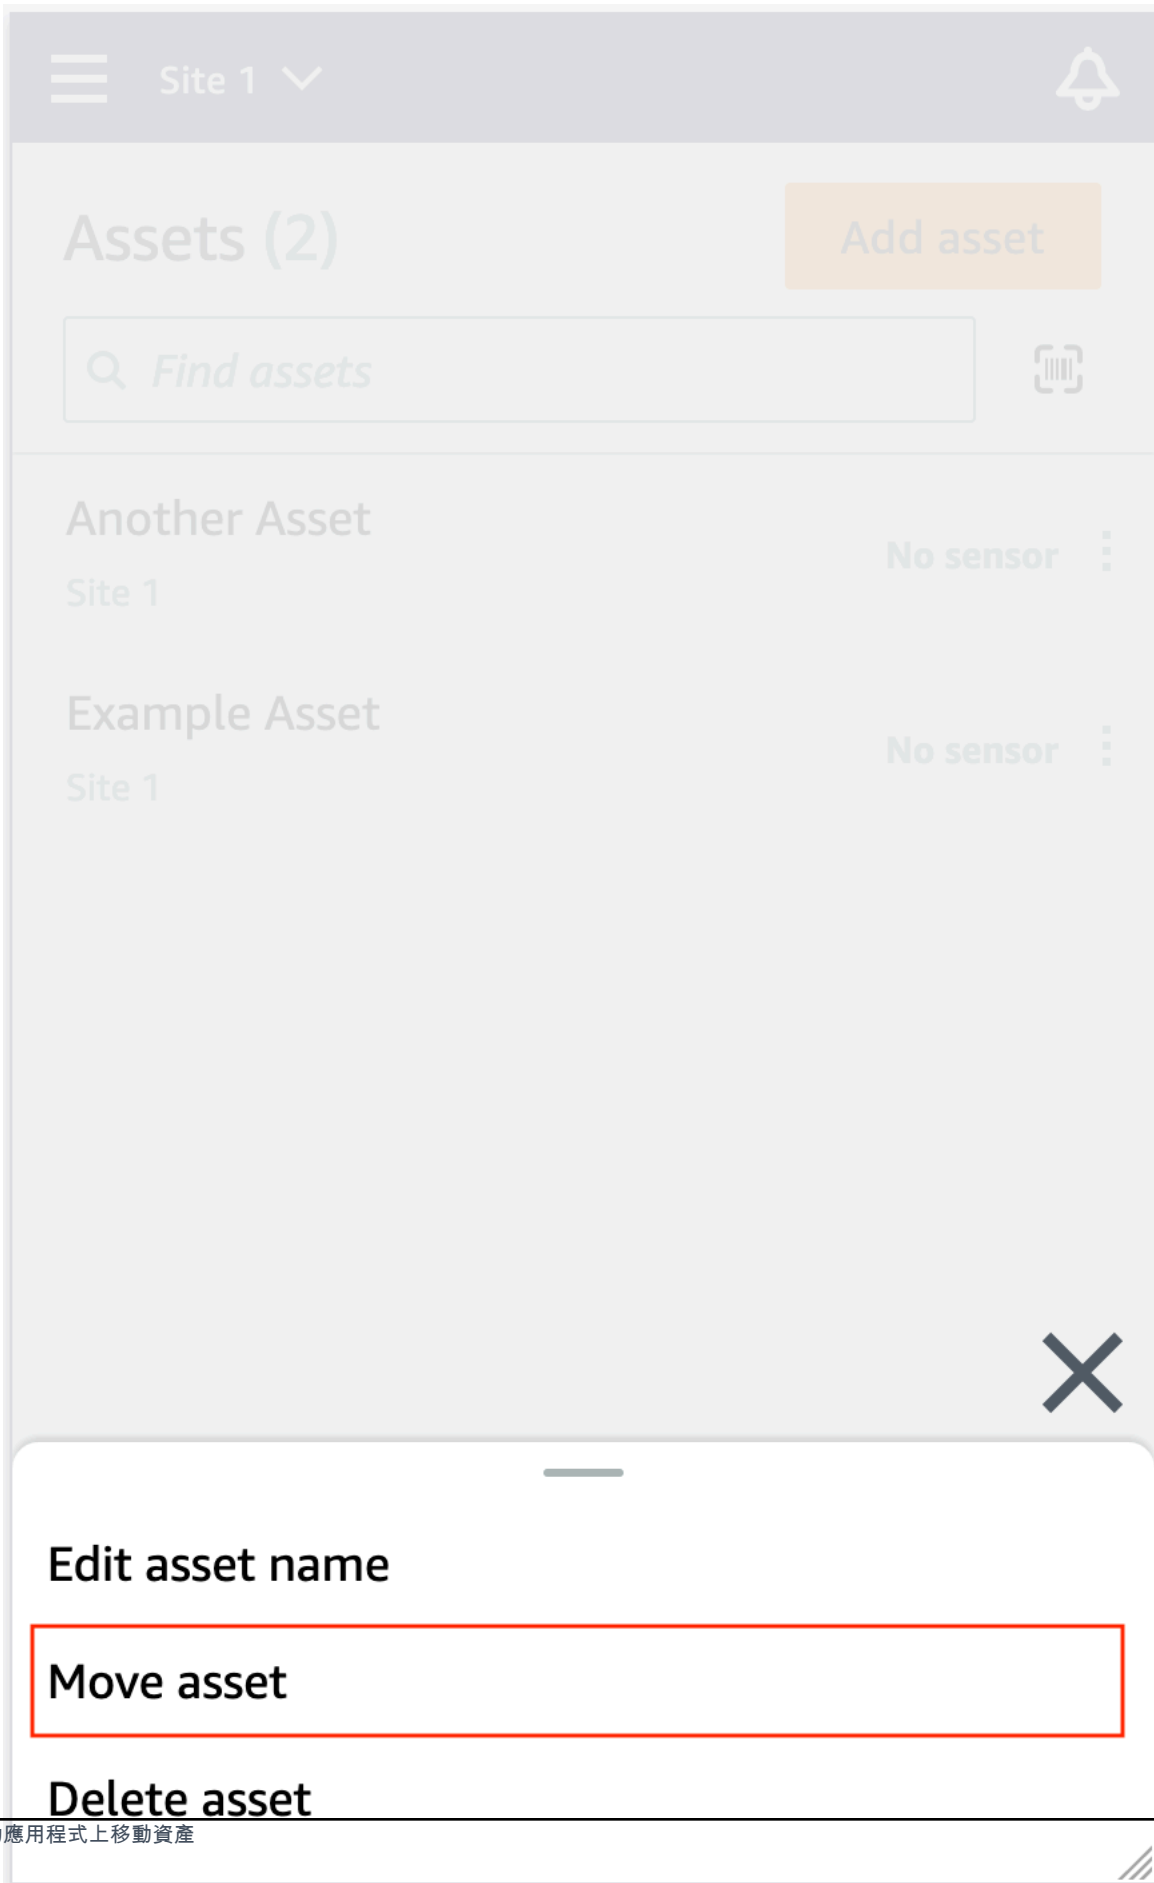 Site 1
Assets (2)
Add asset
Find assets
Another Asset
No sensor
Site 1
Example Asset
No sensor
Site 1
Edit asset name
Move asset
Delete asset
應用程式上移動資產